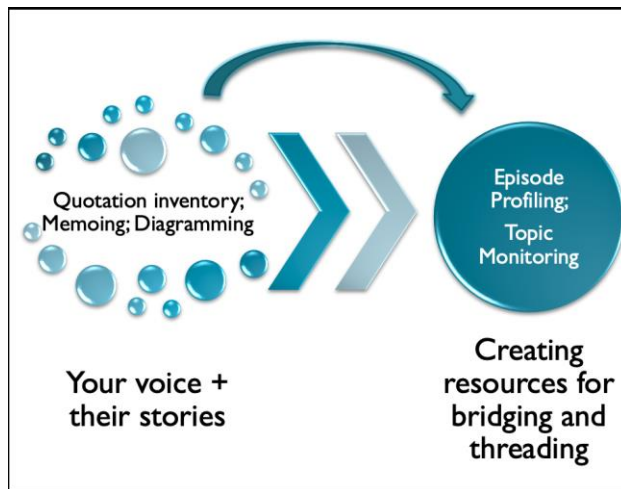 Quotation inventory;
Memoing; Diagramming
Episode
Profiling;
Topic
Monitoring
Your voice +
their stories
Creating
resources for
bridging and
threading